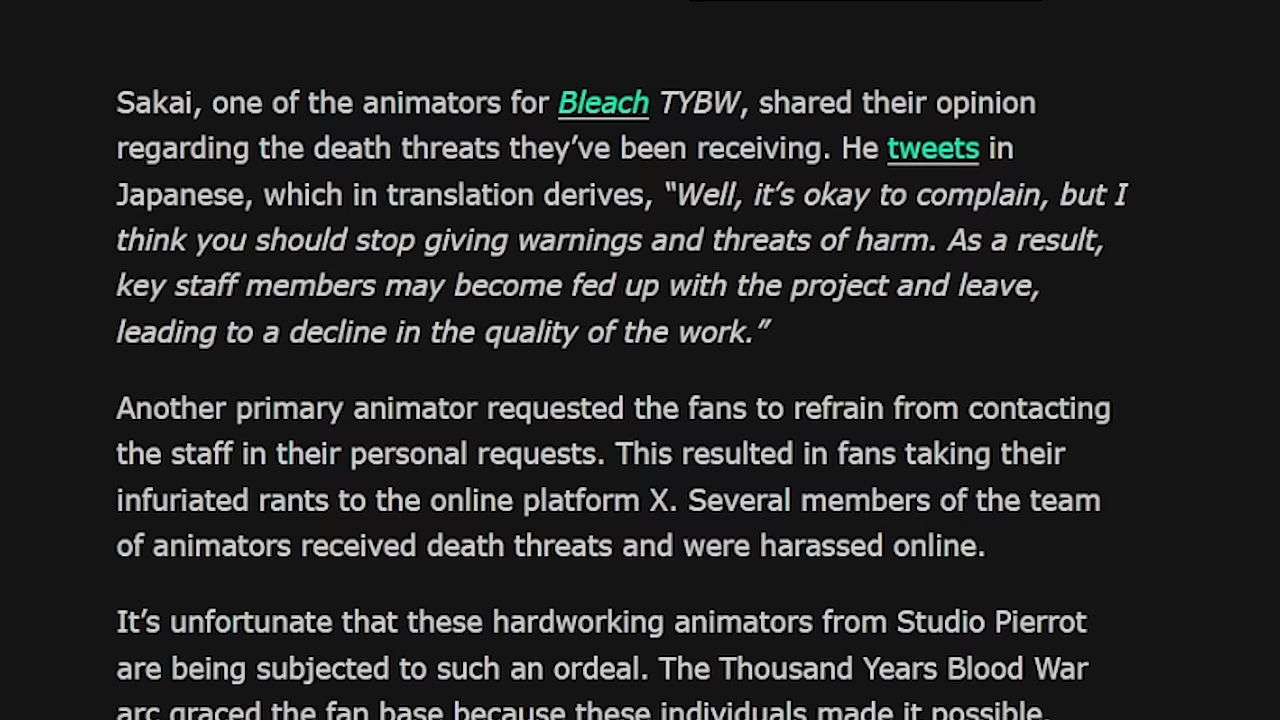 Sakai, one of the animators for Bleach TYBW, shared their opinion
regarding the death threats they’ve been receiving. He tweets in
Japanese, which in translation derives, “Well, it’s okay to complain, but I
think you should stop giving warnings and threats of harm. As a result,
key staff members may become fed up with the project and leave,
leading to a decline in the quality of the work.”
Another primary animator requested the fans to refrain from contacting
the staff in their personal requests. This resulted in fans taking their
infuriated rants to the online platform X. Several members of the team
of animators received death threats and were harassed online.
It’s unfortunate that these hardworking animators from Studio Pierrot
are being subjected to such an ordeal. The Thousand Years Blood War
arc graced the fan base because these individuals made it possible.